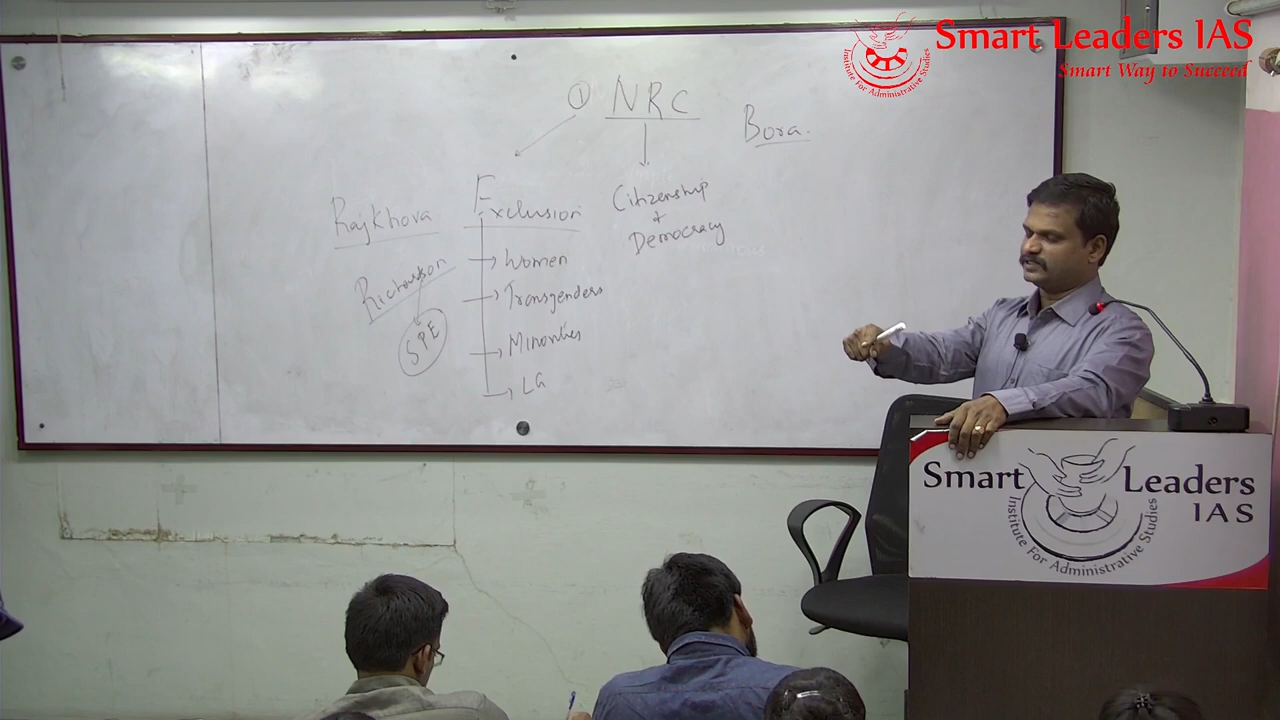 Smart Leaders IAS
Smart Way to Succeed
Institute For Administrative Studies
① NRC
Bora.
Rajkhova
Exclusion
Citizenship
+
Democracy
Richardson
SPE
Women
Transgenders
Minorities
LG
Smart Leaders
IAS
Institute For Administrative Studies